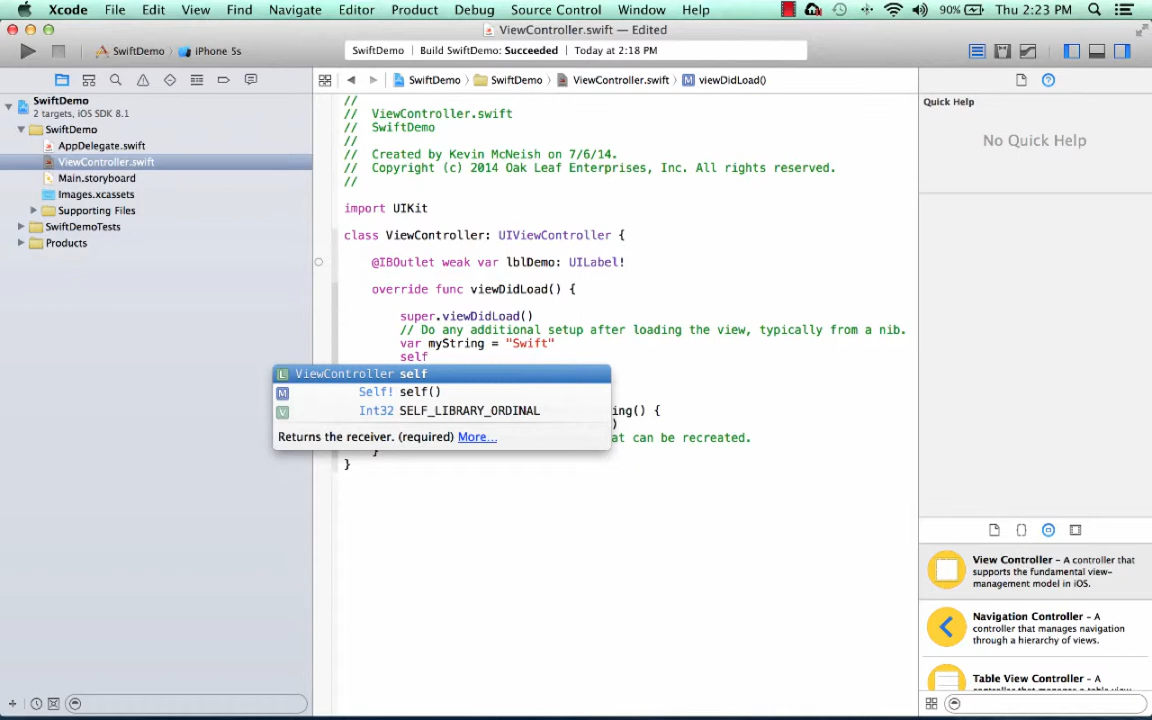 Xcode File Edit View Find Navigate Editor Product Debug Source Control Window Help 90% Thu 2:23 PM
ViewController.swift — Edited
SwiftDemo iPhone 5s SwiftDemo Build SwiftDemo: Succeeded Today at 2:18 PM
SwiftDemo SwiftDemo ViewController.swift M viewDidLoad()
SwiftDemo
2 targets, iOS SDK 8.1
SwiftDemo
AppDelegate.swift
ViewController.swift
Main.storyboard
Images.xcassets
Supporting Files
SwiftDemoTests
Products
//
// ViewController.swift
// SwiftDemo
//
// Created by Kevin McNeish on 7/6/14.
// Copyright (c) 2014 Oak Leaf Enterprises, Inc. All rights reserved.
//
import UIKit
class ViewController: UIViewController {
@IBOutlet weak var lblDemo: UILabel!
override func viewDidLoad() {
super.viewDidLoad()
// Do any additional setup after loading the view, typically from a nib.
var myString = "Swift"
self
L ViewController self
M Self! self()
V Int32 SELF_LIBRARY_ORDINAL
Returns the receiver. (required) More...
ing() {
)
at can be recreated.
}
}
Quick Help
No Quick Help
View Controller - A controller that
supports the fundamental view-
management model in iOS.
Navigation Controller - A
controller that manages navigation
through a hierarchy of views.
Table View Controller - A
controller that manages a table view